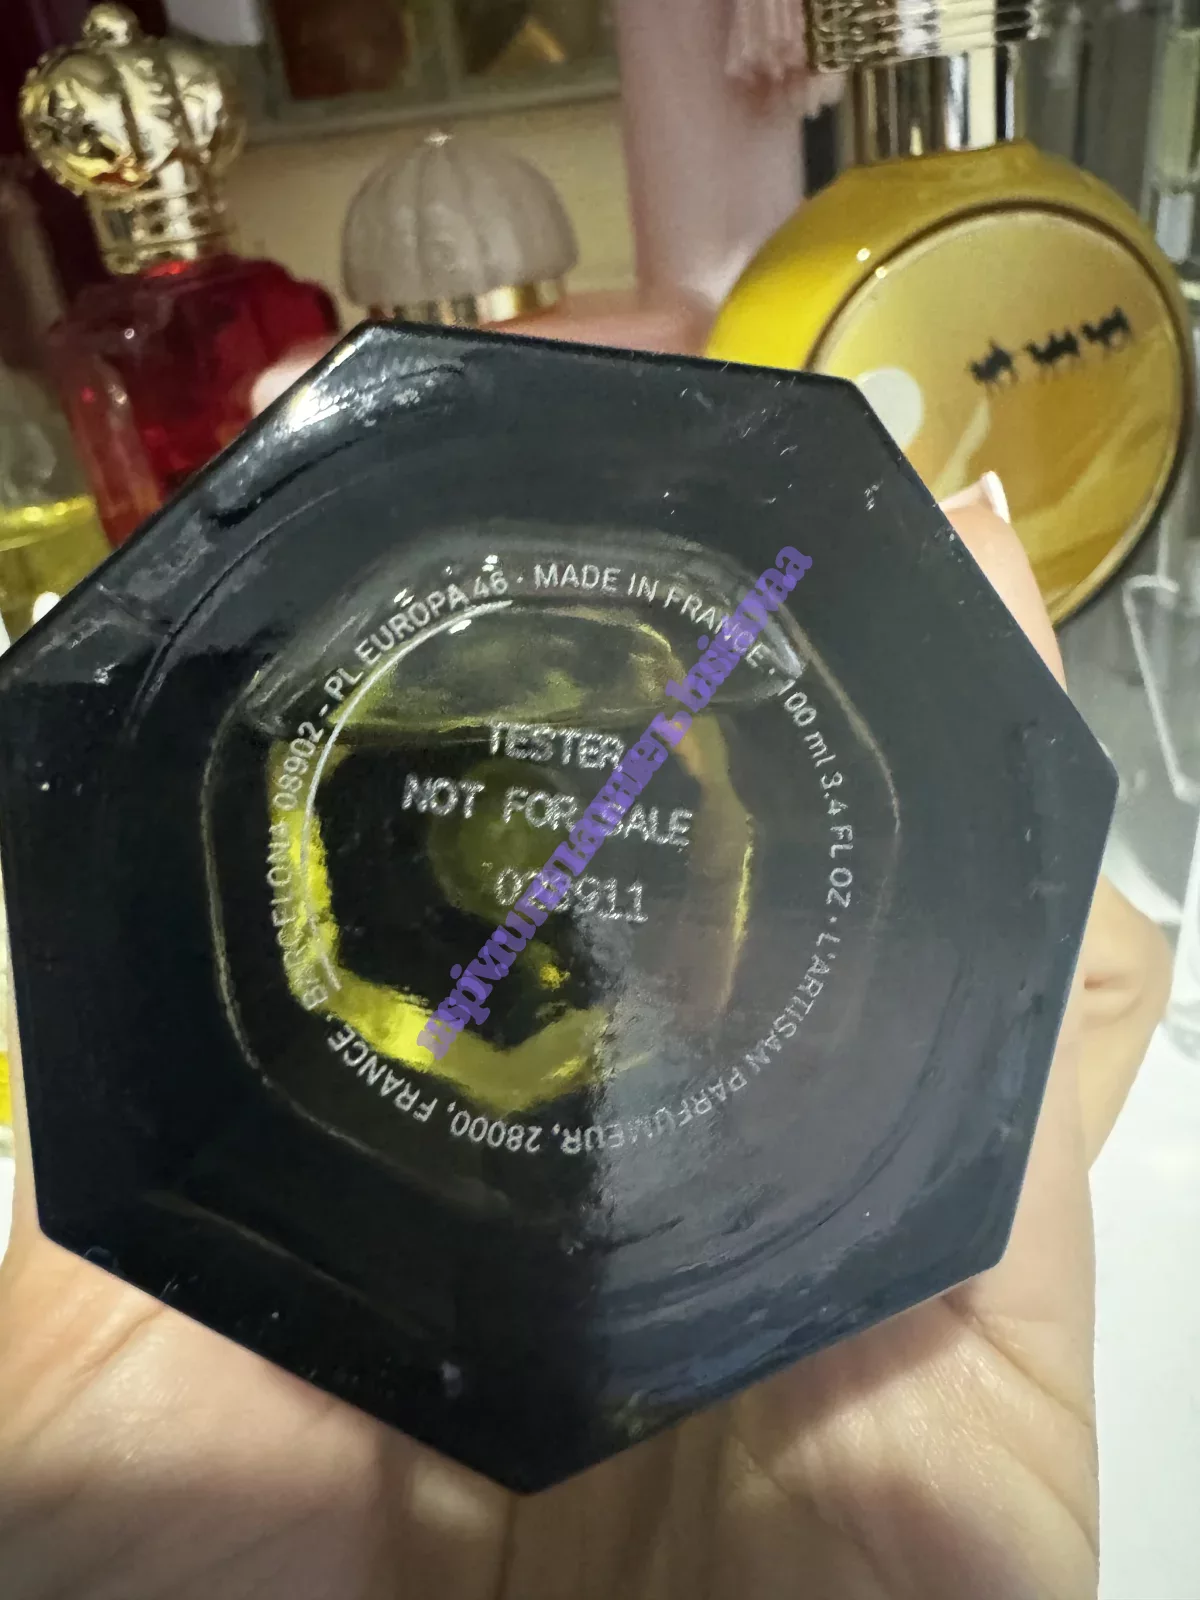 MADE IN FRANCE · 100 ml 3.4 FL OZ · L'ARTISAN PARFUMEUR, 28000, FRANCE · BARCELONA 08902 - PL EUROPA 46 ·
TESTER
NOT FOR SALE